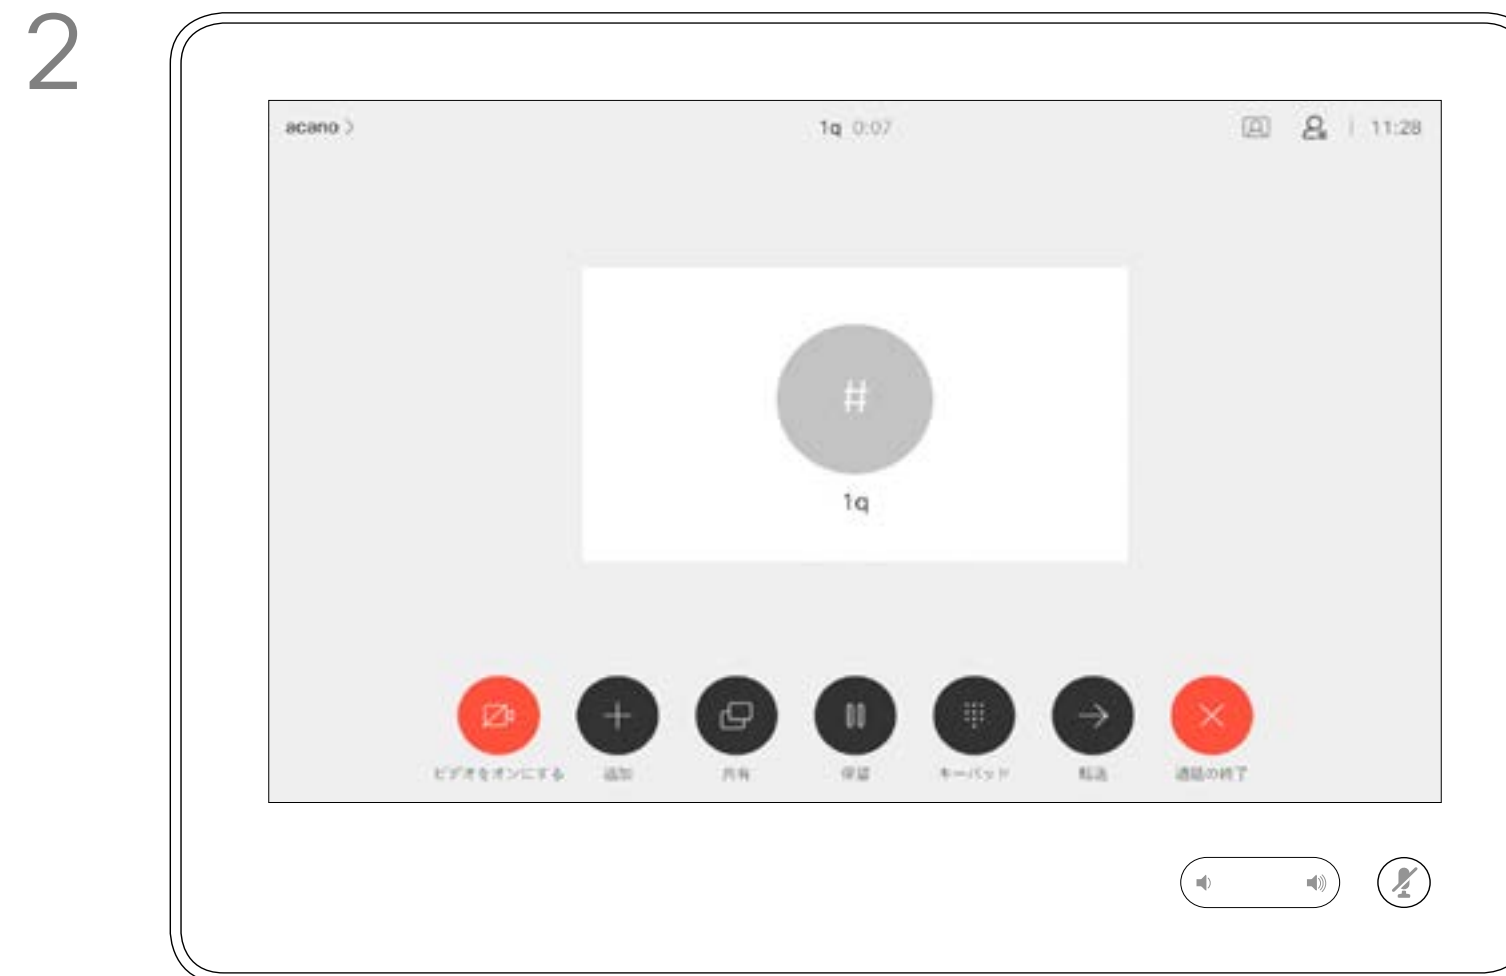 2
acano 〉
1q 0:07
11:28
#
1q
ビデオをオンにする 追加 共有 保留 キーパッド 転送 通話の終了